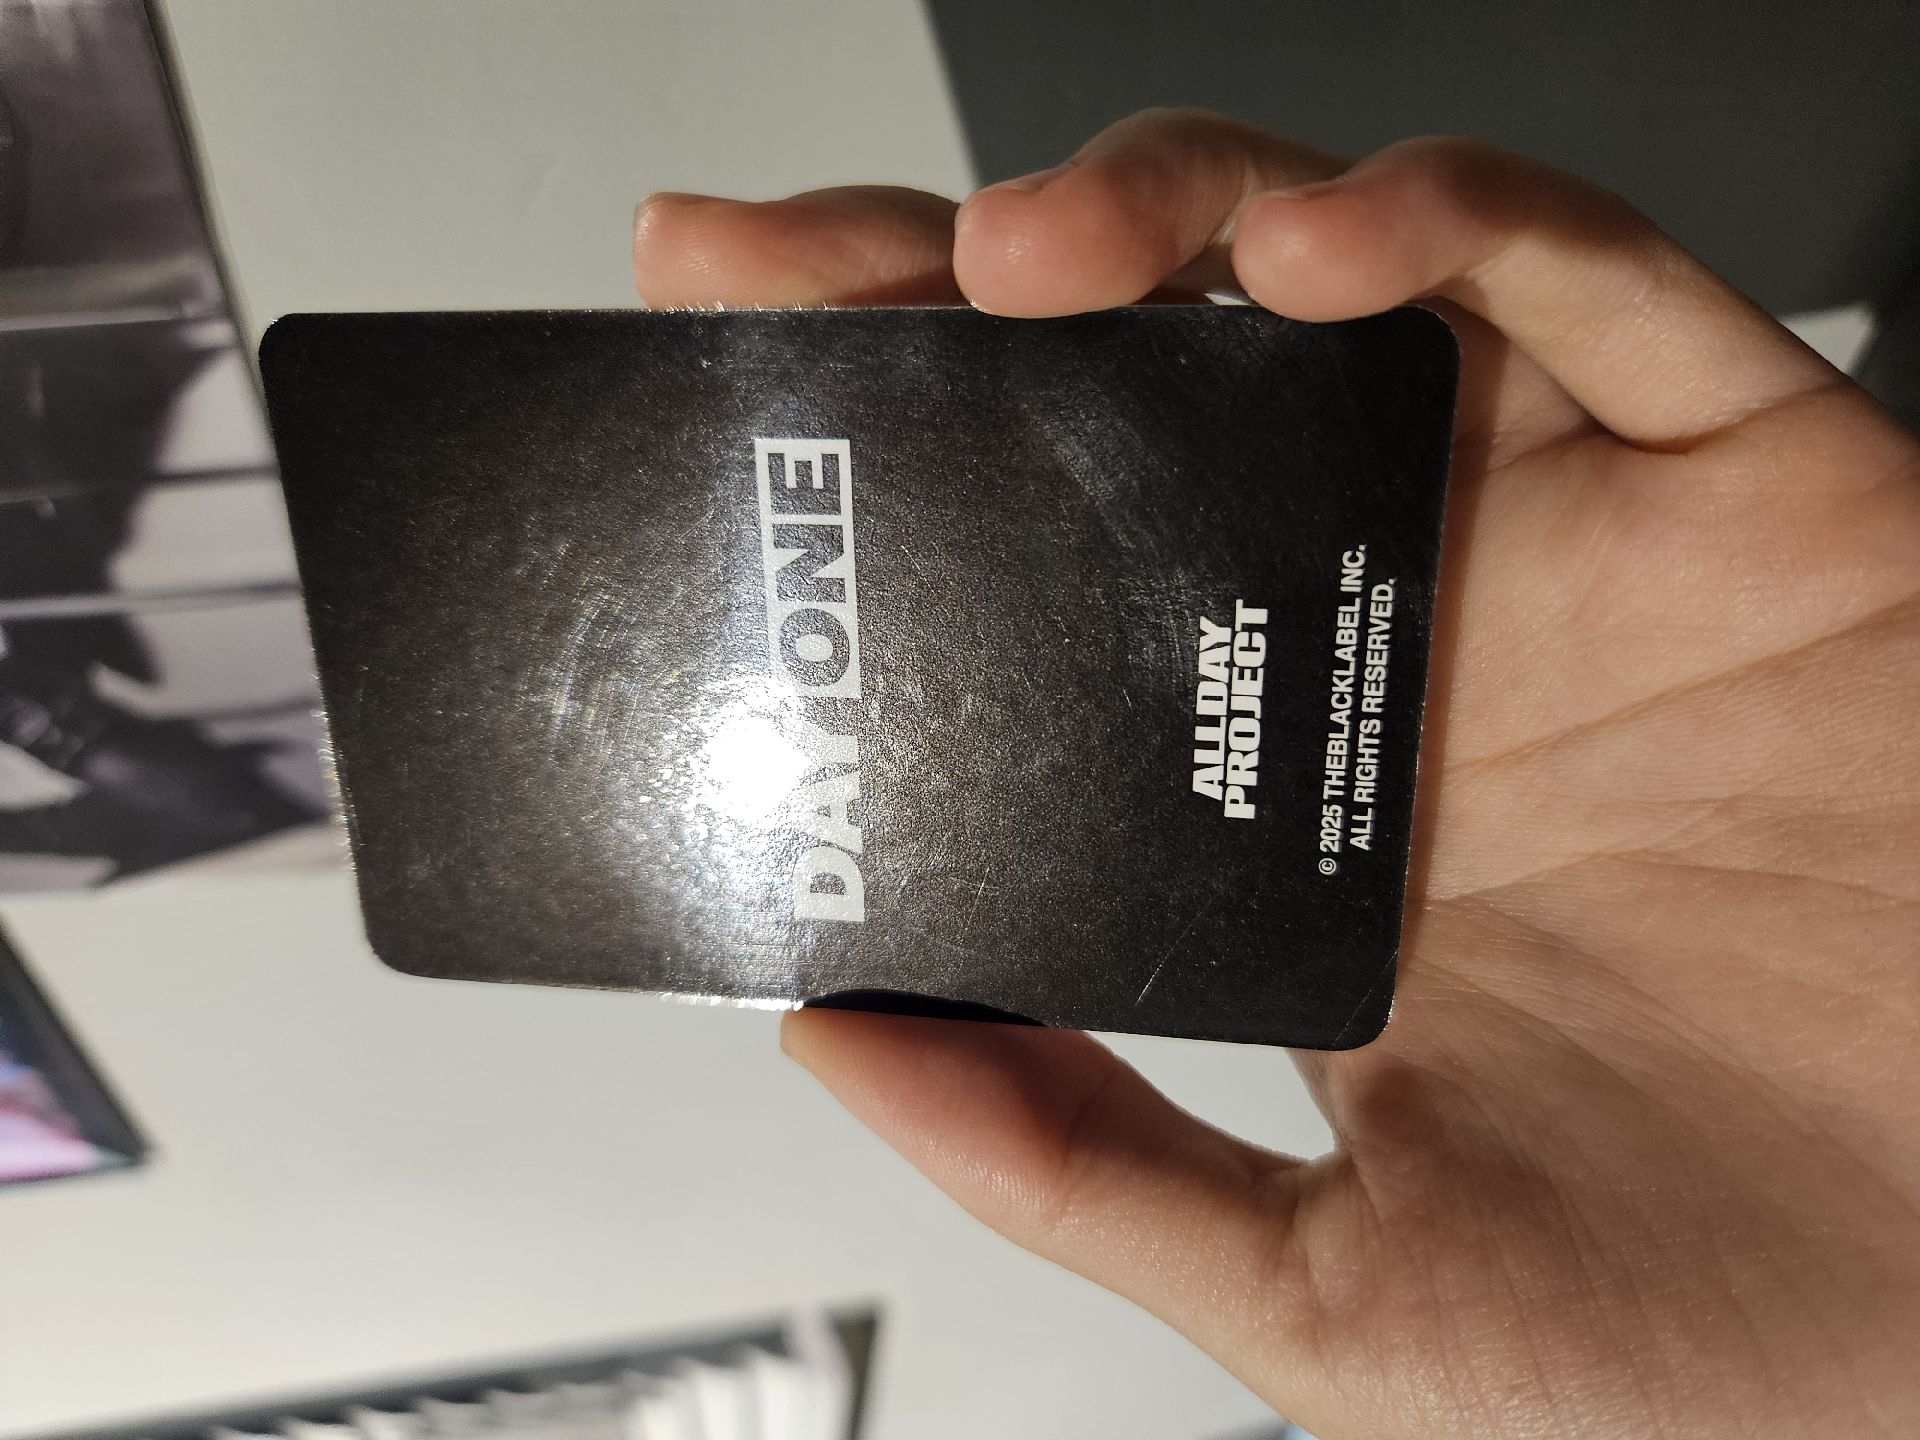 DAY ONE
ALLDAY
PROJECT
© 2025 THEBLACKLABEL INC.
ALL RIGHTS RESERVED.